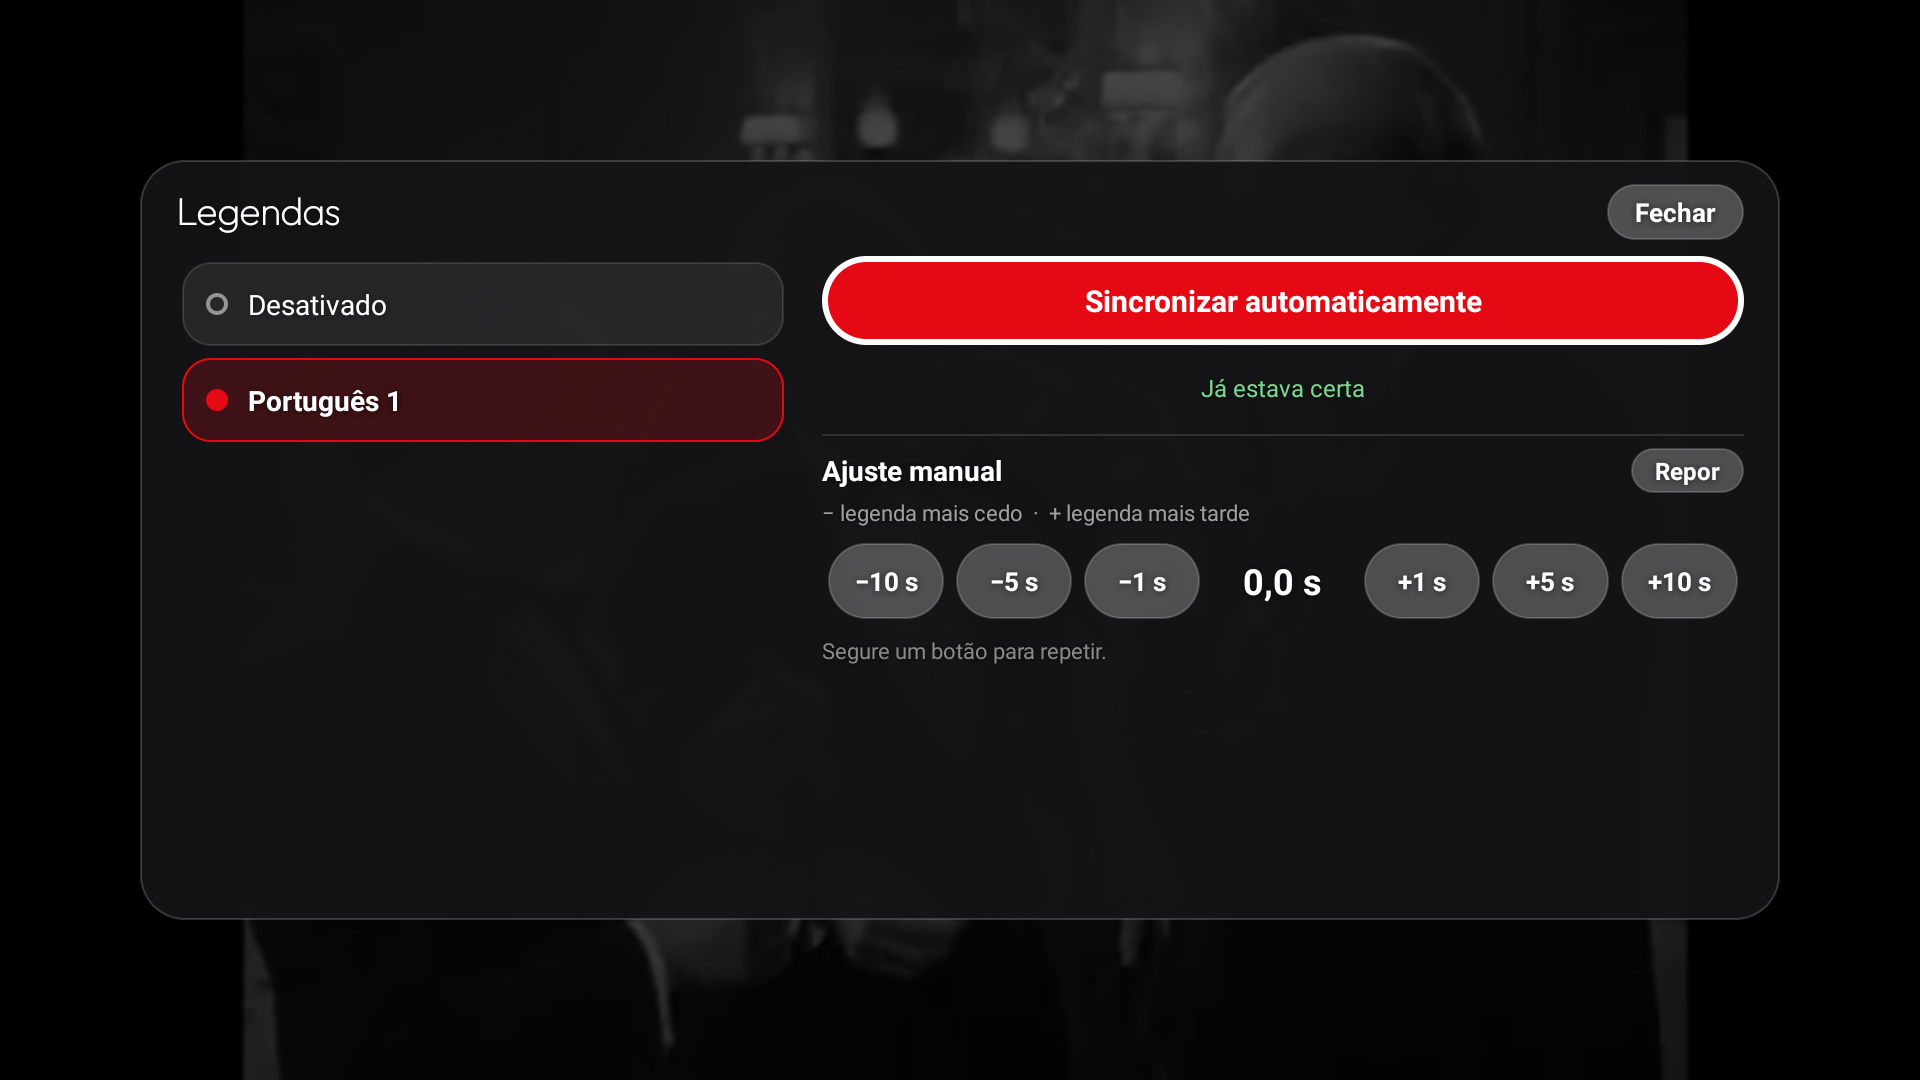 Legendas
Fechar
Desativado
Português 1
Sincronizar automaticamente
Já estava certa
Ajuste manual
Repor
− legenda mais cedo · + legenda mais tarde
−10 s
−5 s
−1 s
0,0 s
+1 s
+5 s
+10 s
Segure um botão para repetir.